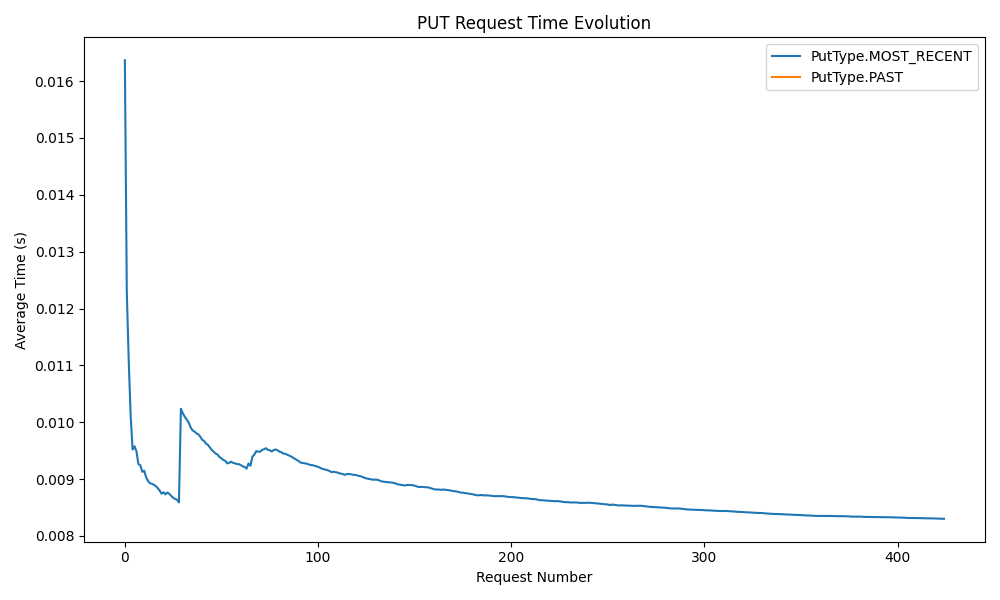 PUT Request Time Evolution
PutType.MOST_RECENT
PutType.PAST
Average Time (s)
0.016
0.015
0.014
0.013
0.012
0.011
0.010
0.009
0.008
0 100 200 300 400
Request Number